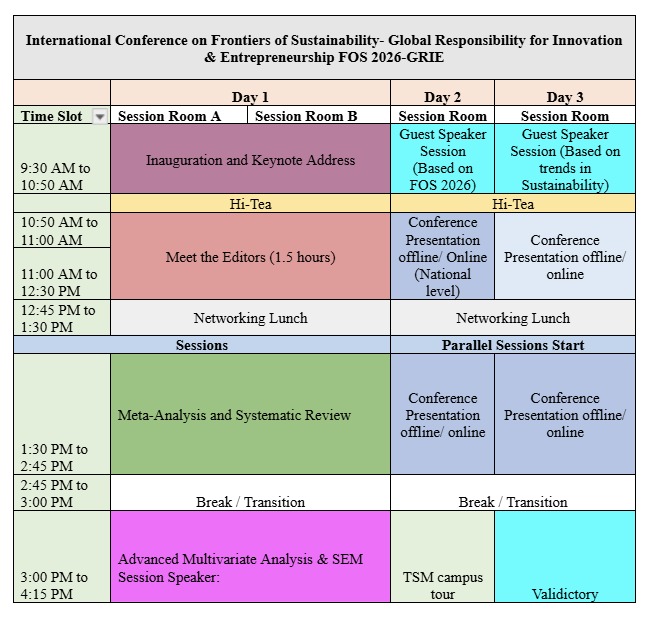 International Conference on Frontiers of Sustainability- Global Responsibility for Innovation
& Entrepreneurship FOS 2026-GRIE
Day 1
Day 2
Day 3
Time Slot
Session Room A
Session Room B
Session Room
Session Room
9:30 AM to
10:50 AM
Inauguration and Keynote Address
Guest Speaker
Session
(Based on
FOS 2026)
Guest Speaker
Session (Based on
trends in
Sustainability)
Hi-Tea
Hi-Tea
10:50 AM to
11:00 AM
11:00 AM to
12:30 PM
Meet the Editors (1.5 hours)
Conference
Presentation
offline/ Online
(National
level)
Conference
Presentation offline/
online
12:45 PM to
1:30 PM
Networking Lunch
Networking Lunch
Sessions
Parallel Sessions Start
1:30 PM to
2:45 PM
Meta-Analysis and Systematic Review
Conference
Presentation
offline/ online
Conference
Presentation offline/
online
2:45 PM to
3:00 PM
Break / Transition
Break / Transition
3:00 PM to
4:15 PM
Advanced Multivariate Analysis & SEM
Session Speaker:
TSM campus
tour
Validictory